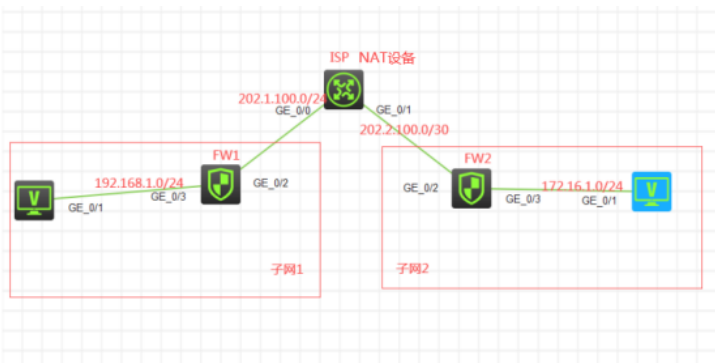 ISP NAT设备
202.1.100.0/24
GE_0/0
GE_0/1
202.2.100.0/30
FW1
192.168.1.0/24
GE_0/1
GE_0/3
GE_0/2
子网1
FW2
GE_0/2
172.16.1.0/24
GE_0/3
GE_0/1
子网2
V
V